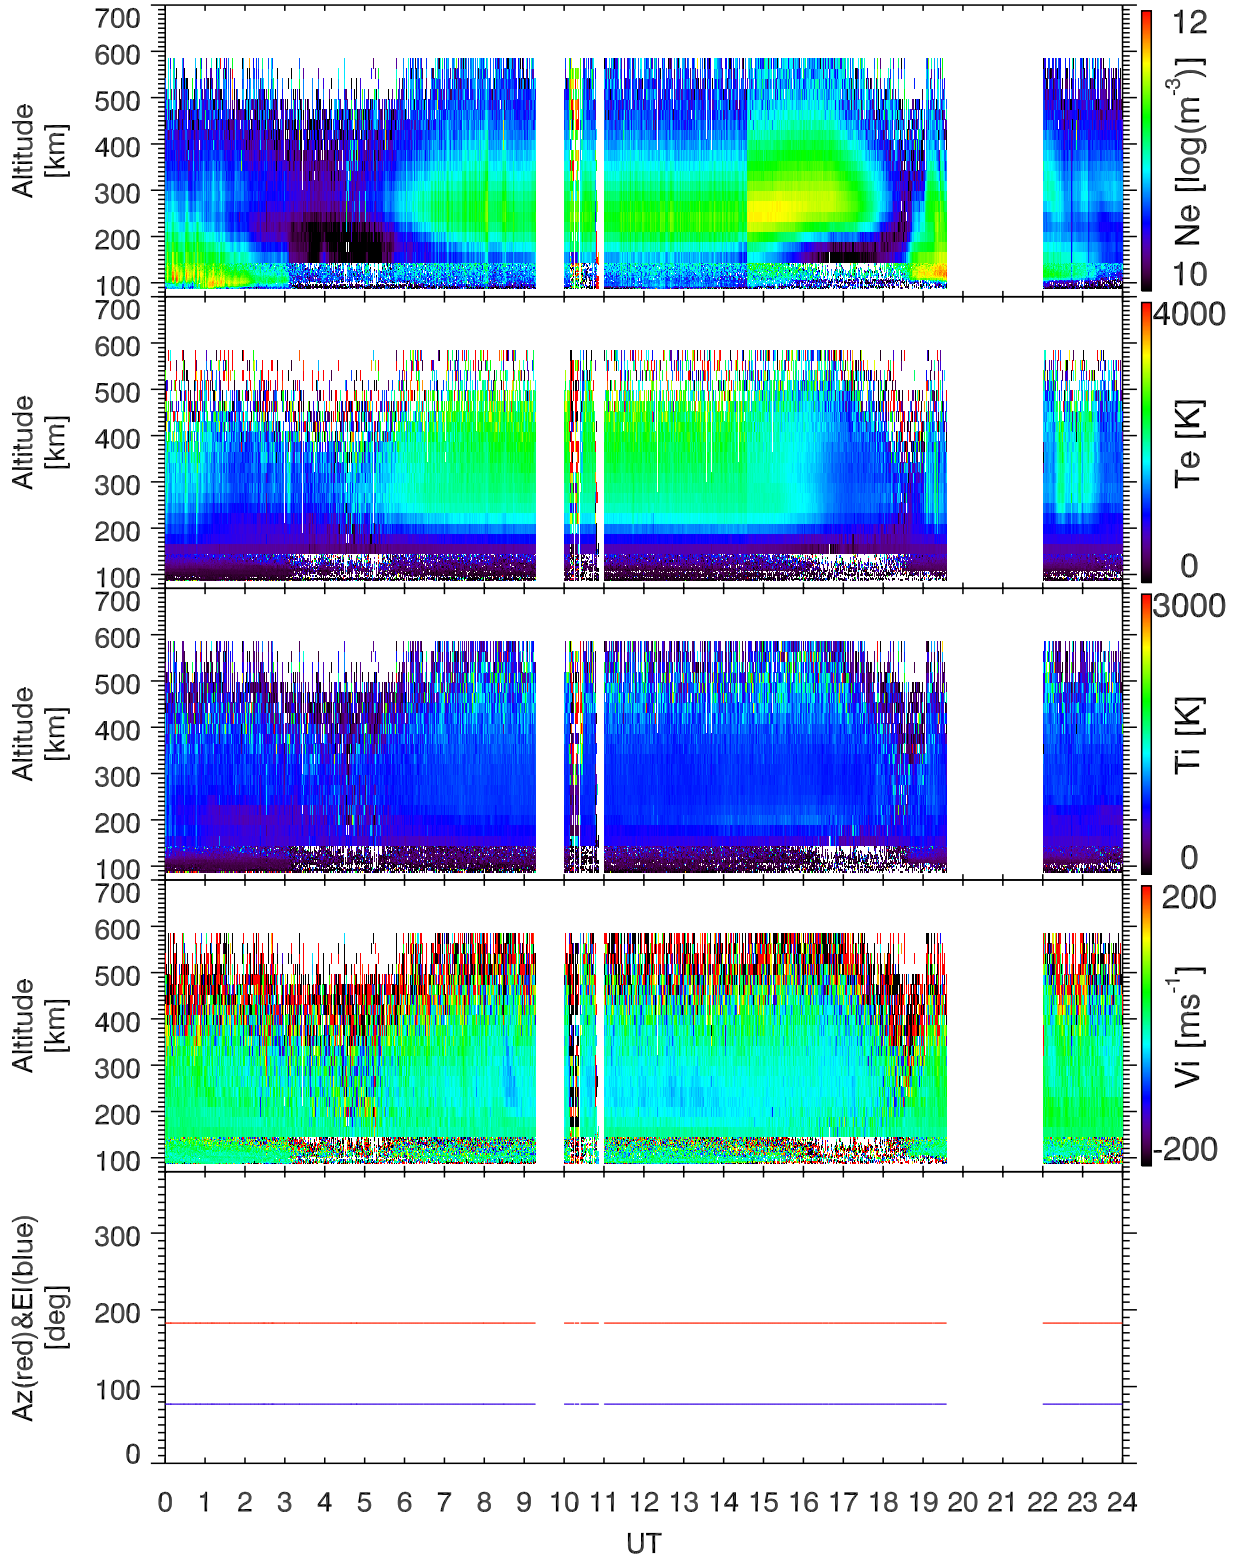 700
600
500
400
300
200
100
Altitude
[km]
12
10
Ne [log(m⁻³)]
700
600
500
400
300
200
100
Altitude
[km]
4000
0
Te [K]
700
600
500
400
300
200
100
Altitude
[km]
3000
0
Ti [K]
700
600
500
400
300
200
100
Altitude
[km]
200
-200
Vi [ms⁻¹]
300
200
100
0
Az(red)&El(blue)
[deg]
0 1 2 3 4 5 6 7 8 9 10 11 12 13 14 15 16 17 18 19 20 21 22 23 24
UT